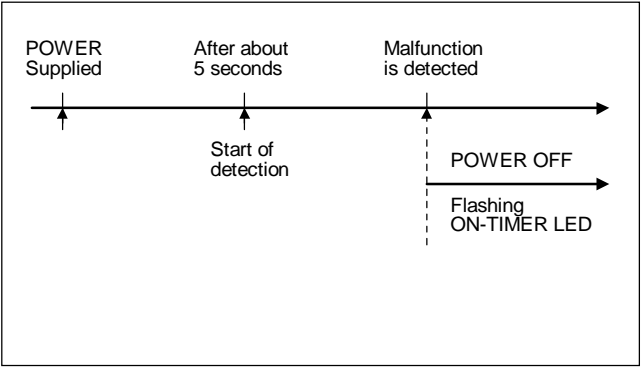 POWER
Supplied
After about
5 seconds
Malfunction
is detected
Start of
detection
POWER OFF
Flashing
ON-TIMER LED